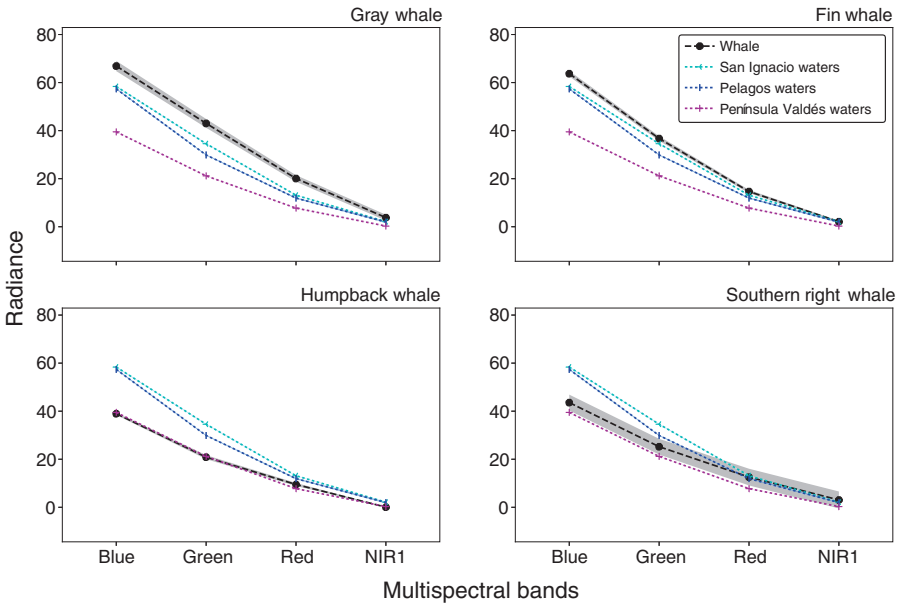 Gray whale
Fin whale
80
60
40
20
0
80
60
40
20
0
Whale
San Ignacio waters
Pelagos waters
Península Valdés waters
Radiance
Humpback whale
Southern right whale
80
60
40
20
0
80
60
40
20
0
Blue Green Red NIR1
Blue Green Red NIR1
Multispectral bands